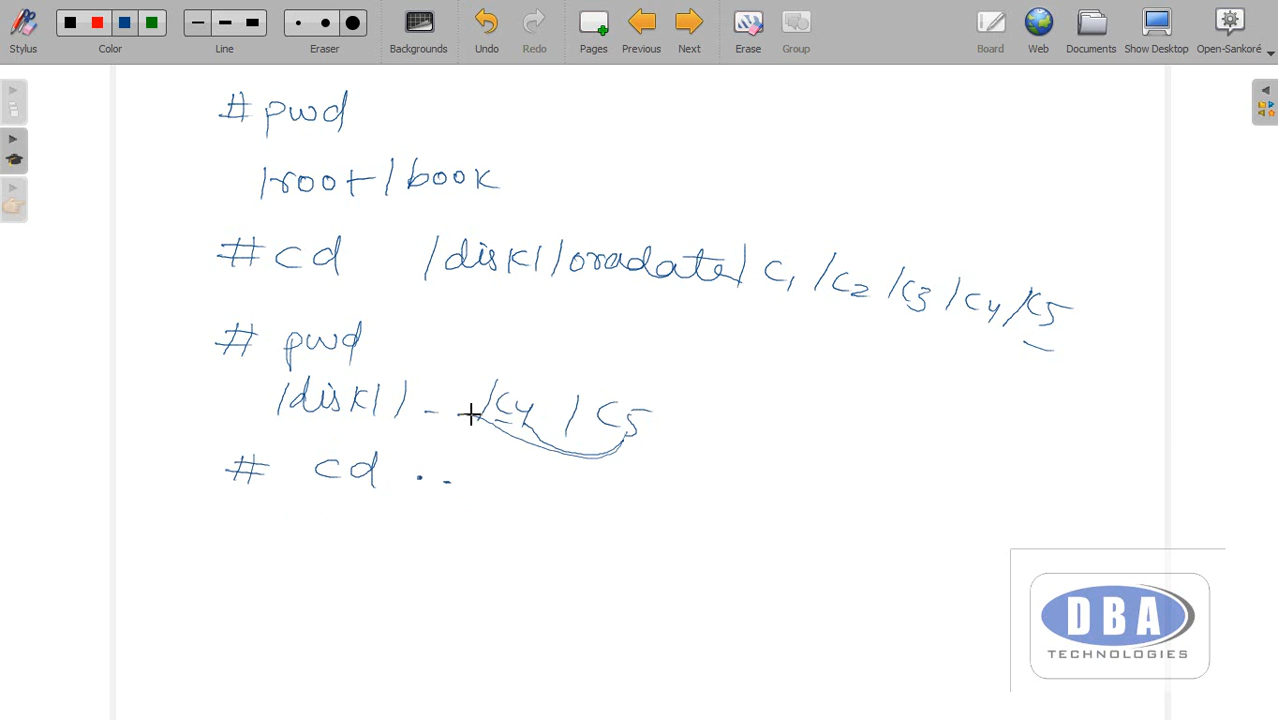 Stylus Color Line Eraser Backgrounds Undo Redo Pages Previous Next Erase Group Board Web Documents Show Desktop Open-Sankoré
# pwd
/root/book
# cd /disk1/oradata/c1/c2/c3/c4/c5
# pwd
/disk1/ - /c4/c5
# cd ..
DBA
TECHNOLOGIES